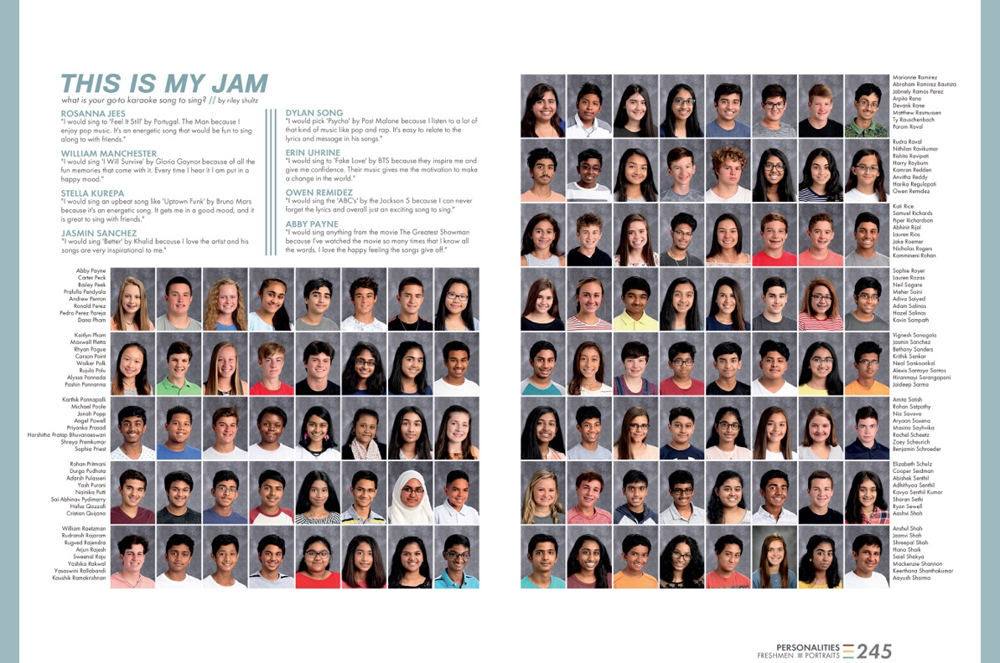 THIS IS MY JAM
what is your go-to karaoke song to sing? // by riley shultz
ROSANNA JEES
"I would sing to 'Feel It Still' by Portugal. The Man because I
enjoy pop music. It's an energetic song that would be fun to sing
along to with friends."
WILLIAM MANCHESTER
"I would sing 'I Will Survive' by Gloria Gaynor because of all the
fun memories that come with it. Every time I hear it I am put in a
happy mood."
STELLA KUREPA
"I would sing an upbeat song like 'Uptown Funk' by Bruno Mars
because it's an energetic song. It gets me in a good mood, and it
is great to sing with friends."
JASMIN SANCHEZ
"I would sing 'Better' by Khalid because I love the artist and his
songs are very inspirational to me."
DYLAN SONG
"I would pick 'Psycho' by Post Malone because I listen to a lot of
that kind of music like pop and rap. It's easy to relate to the
lyrics and message in his songs."
ERIN UHRINE
"I would sing to 'Fake Love' by BTS because they inspire me and
give me confidence. Their music gives me the motivation to make
a change in the world."
OWEN REMIDEZ
"I would sing the 'ABC's' by the Jackson 5 because I can never
forget the lyrics and overall just an exciting song to sing."
ABBY PAYNE
"I would sing anything from the movie The Greatest Showman
because I've watched the movie so many times that I know all
the words. I love the happy feeling the songs give off."
Abby Payne
Carter Peck
Bailey Peek
Prafulla Pendyala
Andrew Penton
Ronald Perez
Pedro Perez Pareja
Dana Pham
Kaitlyn Pham
Maxwell Pletta
Rhyan Pogue
Carson Point
Walker Polk
Rujula Polu
Alyssa Ponnada
Pashin Ponnanna
Karthik Ponnapalli
Michael Poole
Jonah Popp
Angel Powell
Priyanka Prasad
Harshitha Pratap Bhuvanaeswari
Shreya Premkumar
Sophia Priest
Rohan Pritmani
Durga Pudhota
Adarsh Pulasseri
Yash Purani
Nainika Putti
Sai Abhinav Pydimarry
Hafsa Quazzali
Cristian Quijano
William Raetzman
Rudransh Rajaram
Rugved Rajendra
Arjun Rajesh
Sweenal Raju
Yashika Rakwal
Yasaswini Rallabandi
Kaushik Ramakrishnan
Marianne Ramirez
Abraham Ramirez Bautista
Jabnely Ramos Perez
Arpita Rana
Devank Rane
Matthew Rasmussen
Ty Rauschenbach
Param Raval
Rudra Raval
Nithilan Ravikumar
Rishita Ravipati
Harry Rayburn
Kamran Redden
Anvitha Reddy
Harika Regulapati
Owen Remidez
Kati Rice
Samuel Richards
Piper Richardson
Abhinit Rijal
Lauren Rios
Jake Roemer
Nicholas Rogers
Kommineni Rohan
Sophie Royer
Lauren Rozas
Neil Sagare
Meher Saini
Adiva Saiyed
Adam Salinas
Hazel Salinas
Kavin Sampath
Vignesh Sanagala
Jasmin Sanchez
Bethany Sanders
Krithik Sankar
Neal Sankoorikal
Alexis Santoyo Santos
Hiranmayi Sarangapani
Jaideep Sarma
Amita Satish
Rohan Satpathy
Nia Savova
Aryaan Saxena
Masina Sayhrika
Rachel Scheetz
Zoey Scheurich
Benjamin Schroeder
Elizabeth Schulz
Cooper Seidman
Abishek Senthil
Adhithyaa Senthil
Kavya Senthil Kumar
Sharan Sethi
Ryan Sewell
Aashvi Shah
Anshul Shah
Jaanvi Shah
Shreepal Shah
Hana Shaik
Saiel Shakya
Mackenzie Shannon
Keerthana Shanthakumar
Aayush Sharma
PERSONALITIES
FRESHMEN PORTRAITS
245